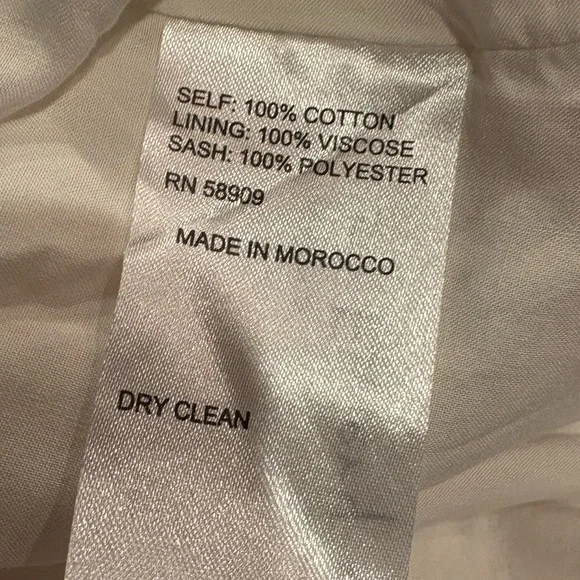 SELF: 100% COTTON
LINING: 100% VISCOSE
SASH: 100% POLYESTER
RN 58909
MADE IN MOROCCO
DRY CLEAN